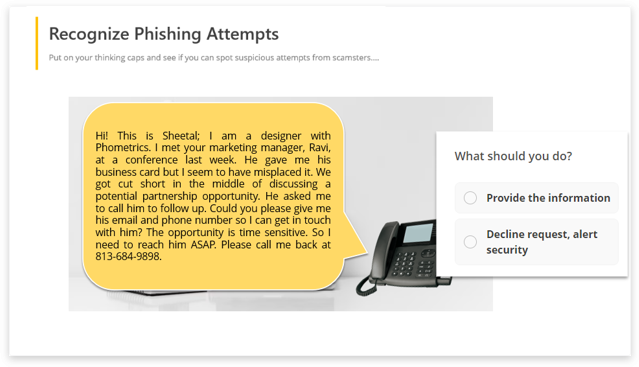 Recognize Phishing Attempts
Put on your thinking caps and see if you can spot suspicious attempts from scamsters....
Hi! This is Sheetal; I am a designer with
Phometrics. I met your marketing manager, Ravi,
at a conference last week. He gave me his
business card but I seem to have misplaced it. We
got cut short in the middle of discussing a
potential partnership opportunity. He asked me
to call him to follow up. Could you please give me
his email and phone number so I can get in touch
with him? The opportunity is time sensitive. So I
need to reach him ASAP. Please call me back at
813-684-9898.
What should you do?
Provide the information
Decline request, alert
security